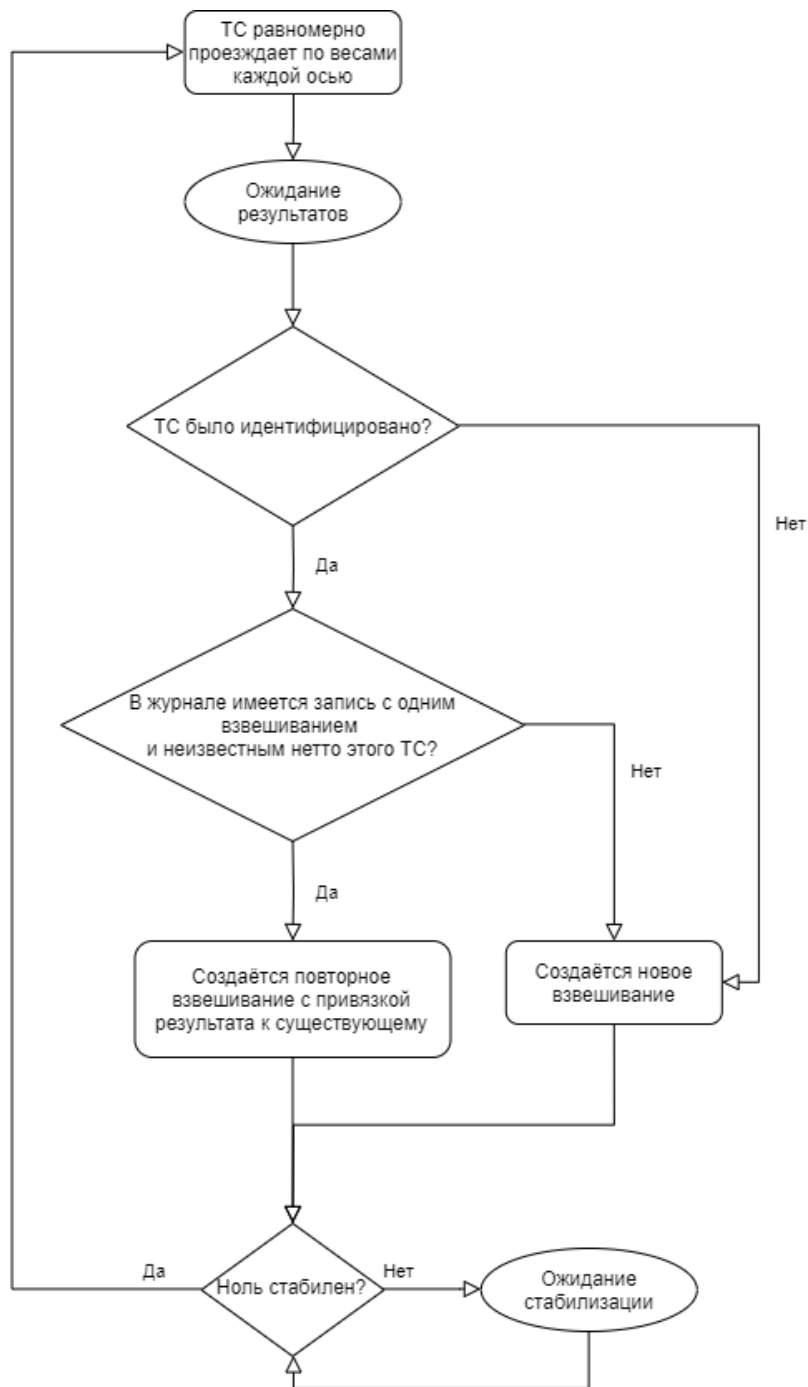 ТС равномерно
проезждает по весами
каждой осью
Ожидание
результатов
ТС было идентифицировано?
Нет
Да
В журнале имеется запись с одним
взвешиванием
и неизвестным нетто этого ТС?
Нет
Да
Создаётся повторное
взвешивание с привязкой
результата к существующему
Создаётся новое
взвешивание
Да
Ноль стабилен?
Нет
Ожидание
стабилизации